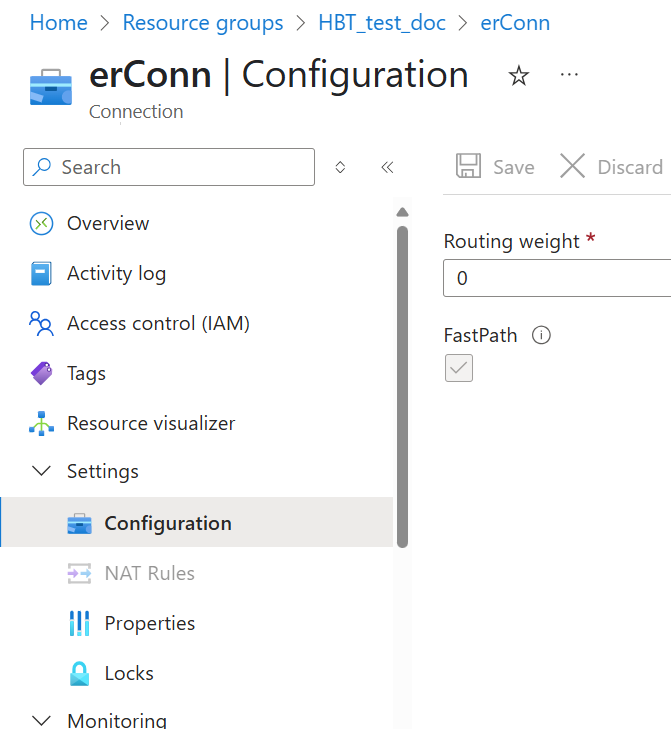 Home > Resource groups > HBT_test_doc > erConn
erConn | Configuration
Connection
Search
Save
Discard
Overview
Activity log
Access control (IAM)
Tags
Resource visualizer
Settings
Configuration
NAT Rules
Properties
Locks
Monitoring
Routing weight *
0
FastPath